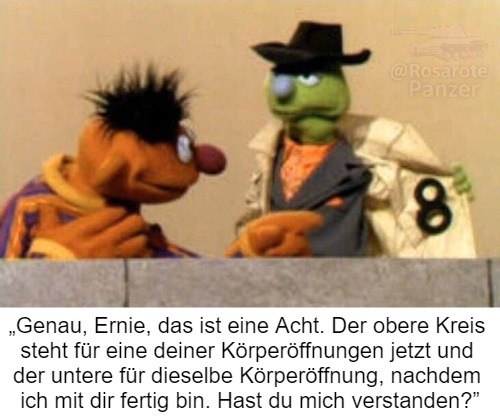 @Rosarote
Panzer
8
„Genau, Ernie, das ist eine Acht. Der obere Kreis
steht für eine deiner Körperöffnungen jetzt und
der untere für dieselbe Körperöffnung, nachdem
ich mit dir fertig bin. Hast du mich verstanden?”